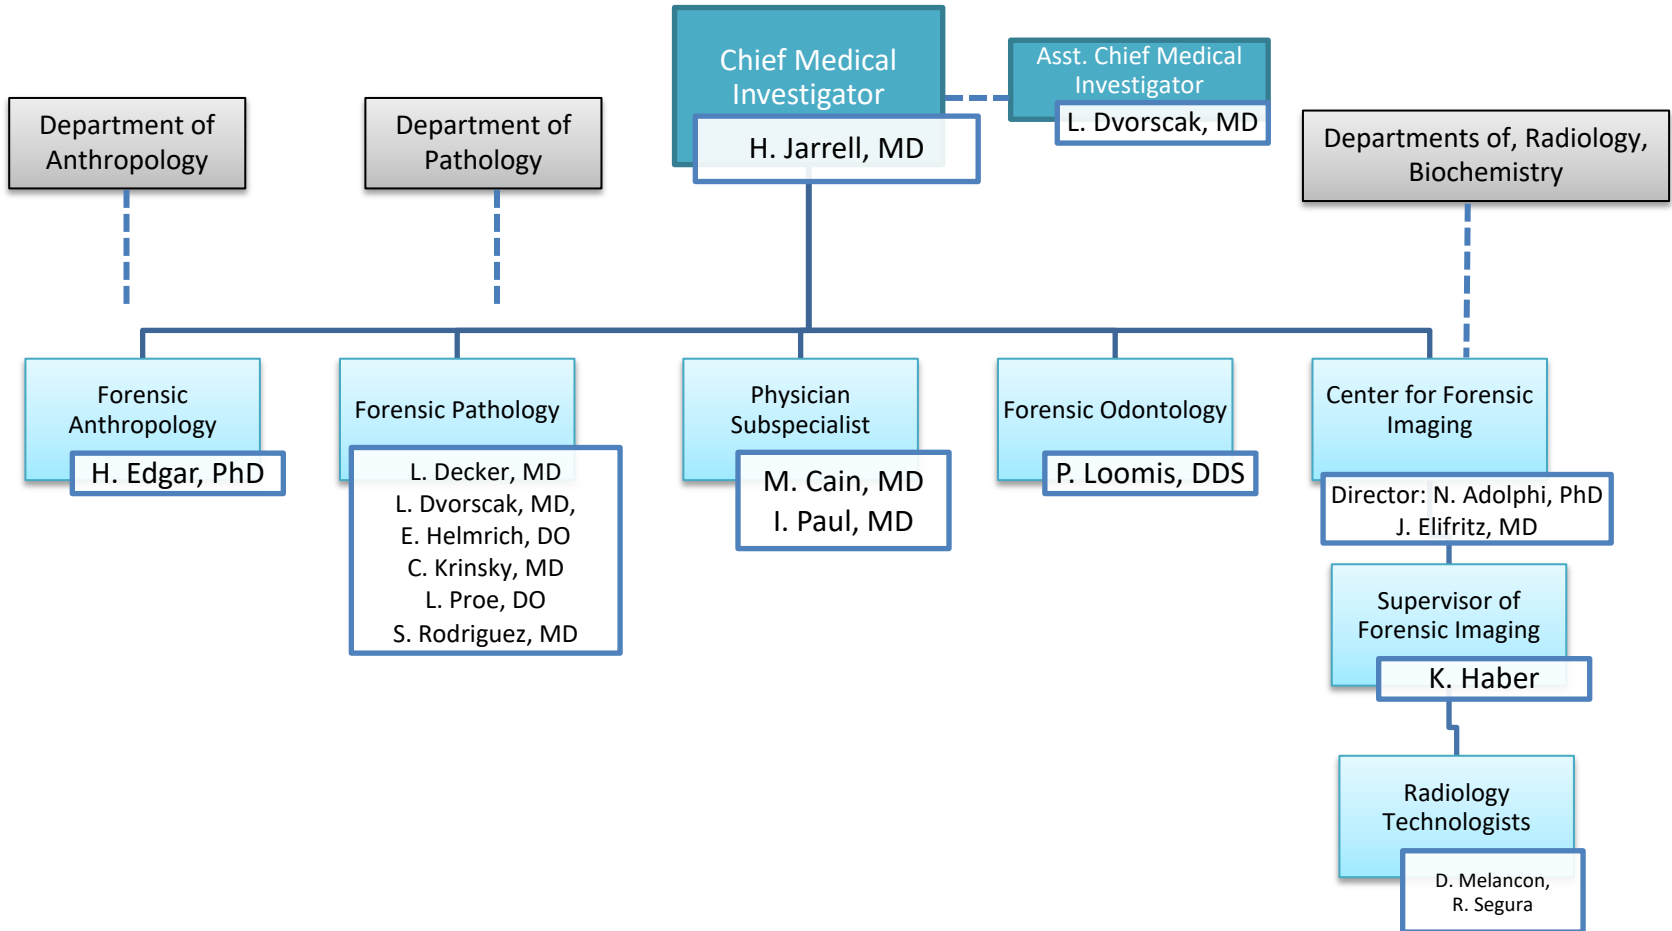 Chief Medical
Investigator
H. Jarrell, MD
Asst. Chief Medical
Investigator
L. Dvorscak, MD
Department of
Anthropology
Department of
Pathology
Departments of, Radiology,
Biochemistry
Forensic
Anthropology
H. Edgar, PhD
Forensic Pathology
L. Decker, MD
L. Dvorscak, MD,
E. Helmrich, DO
C. Krinsky, MD
L. Proe, DO
S. Rodriguez, MD
Physician
Subspecialist
M. Cain, MD
I. Paul, MD
Forensic Odontology
P. Loomis, DDS
Center for Forensic
Imaging
Director: N. Adolphi, PhD
J. Elifritz, MD
Supervisor of
Forensic Imaging
K. Haber
Radiology
Technologists
D. Melancon,
R. Segura